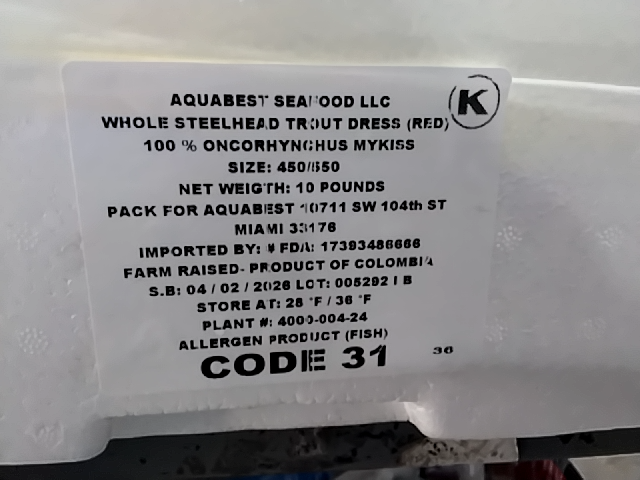 AQUABEST SEAFOOD LLC
K
WHOLE STEELHEAD TROUT DRESS (RED)
100 % ONCORHYNCHUS MYKISS
SIZE: 450/550
NET WEIGTH: 10 POUNDS
PACK FOR AQUABEST 10711 SW 104th ST
MIAMI 33176
IMPORTED BY: # FDA: 17393486666
FARM RAISED- PRODUCT OF COLOMBIA
S.B: 04 / 02 / 2026 LOT: 005292 I B
STORE AT: 28 °F / 36 °F
PLANT #: 4000-004-24
ALLERGEN PRODUCT (FISH)
CODE 31
36